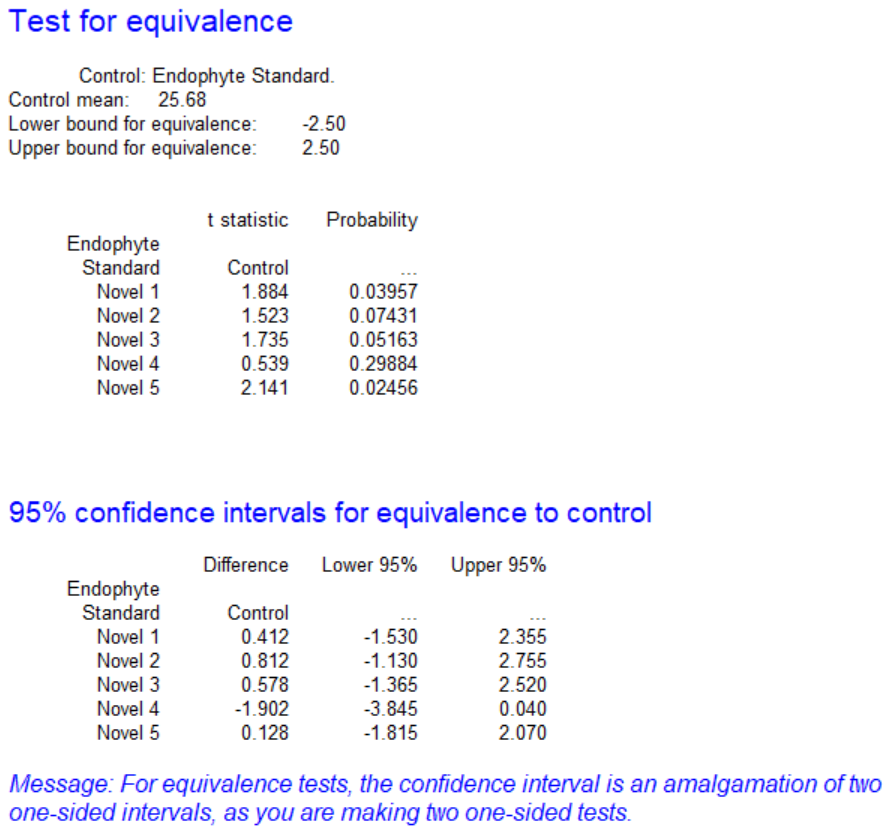 Test for equivalence
Control: Endophyte Standard.
Control mean: 25.68
Lower bound for equivalence: -2.50
Upper bound for equivalence: 2.50
t statistic Probability
Endophyte
Standard Control ...
Novel 1 1.884 0.03957
Novel 2 1.523 0.07431
Novel 3 1.735 0.05163
Novel 4 0.539 0.29884
Novel 5 2.141 0.02456
95% confidence intervals for equivalence to control
Difference Lower 95% Upper 95%
Endophyte
Standard Control ... ...
Novel 1 0.412 -1.530 2.355
Novel 2 0.812 -1.130 2.755
Novel 3 0.578 -1.365 2.520
Novel 4 -1.902 -3.845 0.040
Novel 5 0.128 -1.815 2.070
Message: For equivalence tests, the confidence interval is an amalgamation of two
one-sided intervals, as you are making two one-sided tests.